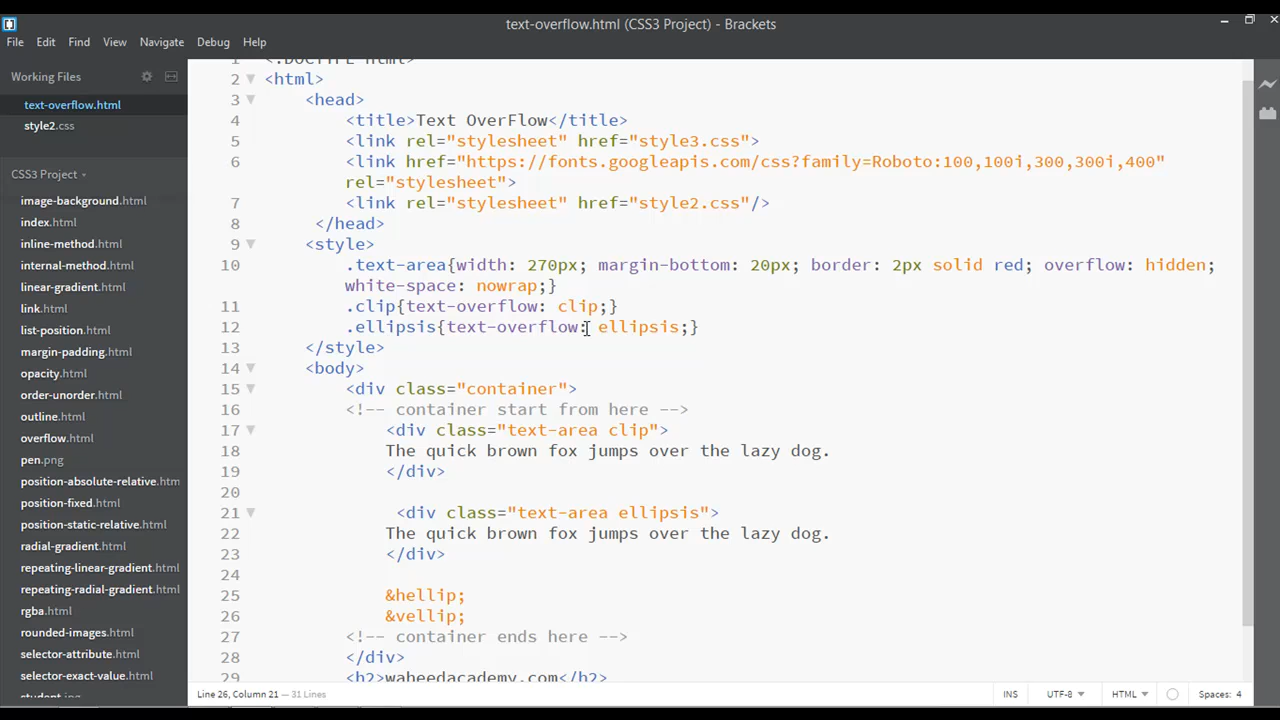 text-overflow.html (CSS3 Project) - Brackets
File Edit Find View Navigate Debug Help
Working Files
text-overflow.html
style2.css
CSS3 Project
image-background.html
index.html
inline-method.html
internal-method.html
linear-gradient.html
link.html
list-position.html
margin-padding.html
opacity.html
order-unorder.html
outline.html
overflow.html
pen.png
position-absolute-relative.htm
position-fixed.html
position-static-relative.html
radial-gradient.html
repeating-linear-gradient.html
repeating-radial-gradient.html
rgba.html
rounded-images.html
selector-attribute.html
selector-exact-value.html
student.jpg
1 <!DOCTYPE html>
2 <html>
3 <head>
4 <title>Text OverFlow</title>
5 <link rel="stylesheet" href="style3.css">
6 <link href="https://fonts.googleapis.com/css?family=Roboto:100,100i,300,300i,400"
rel="stylesheet">
7 <link rel="stylesheet" href="style2.css"/>
8 </head>
9 <style>
10 .text-area{width: 270px; margin-bottom: 20px; border: 2px solid red; overflow: hidden;
white-space: nowrap;}
11 .clip{text-overflow: clip;}
12 .ellipsis{text-overflow: ellipsis;}
13 </style>
14 <body>
15 <div class="container">
16 <!-- container start from here -->
17 <div class="text-area clip">
18 The quick brown fox jumps over the lazy dog.
19 </div>
20
21 <div class="text-area ellipsis">
22 The quick brown fox jumps over the lazy dog.
23 </div>
24
25 &hellip;
26 &vellip;
27 <!-- container ends here -->
28 </div>
29 <h2>waheedacademy.com</h2>
Line 26, Column 21 — 31 Lines
INS UTF-8 HTML Spaces: 4